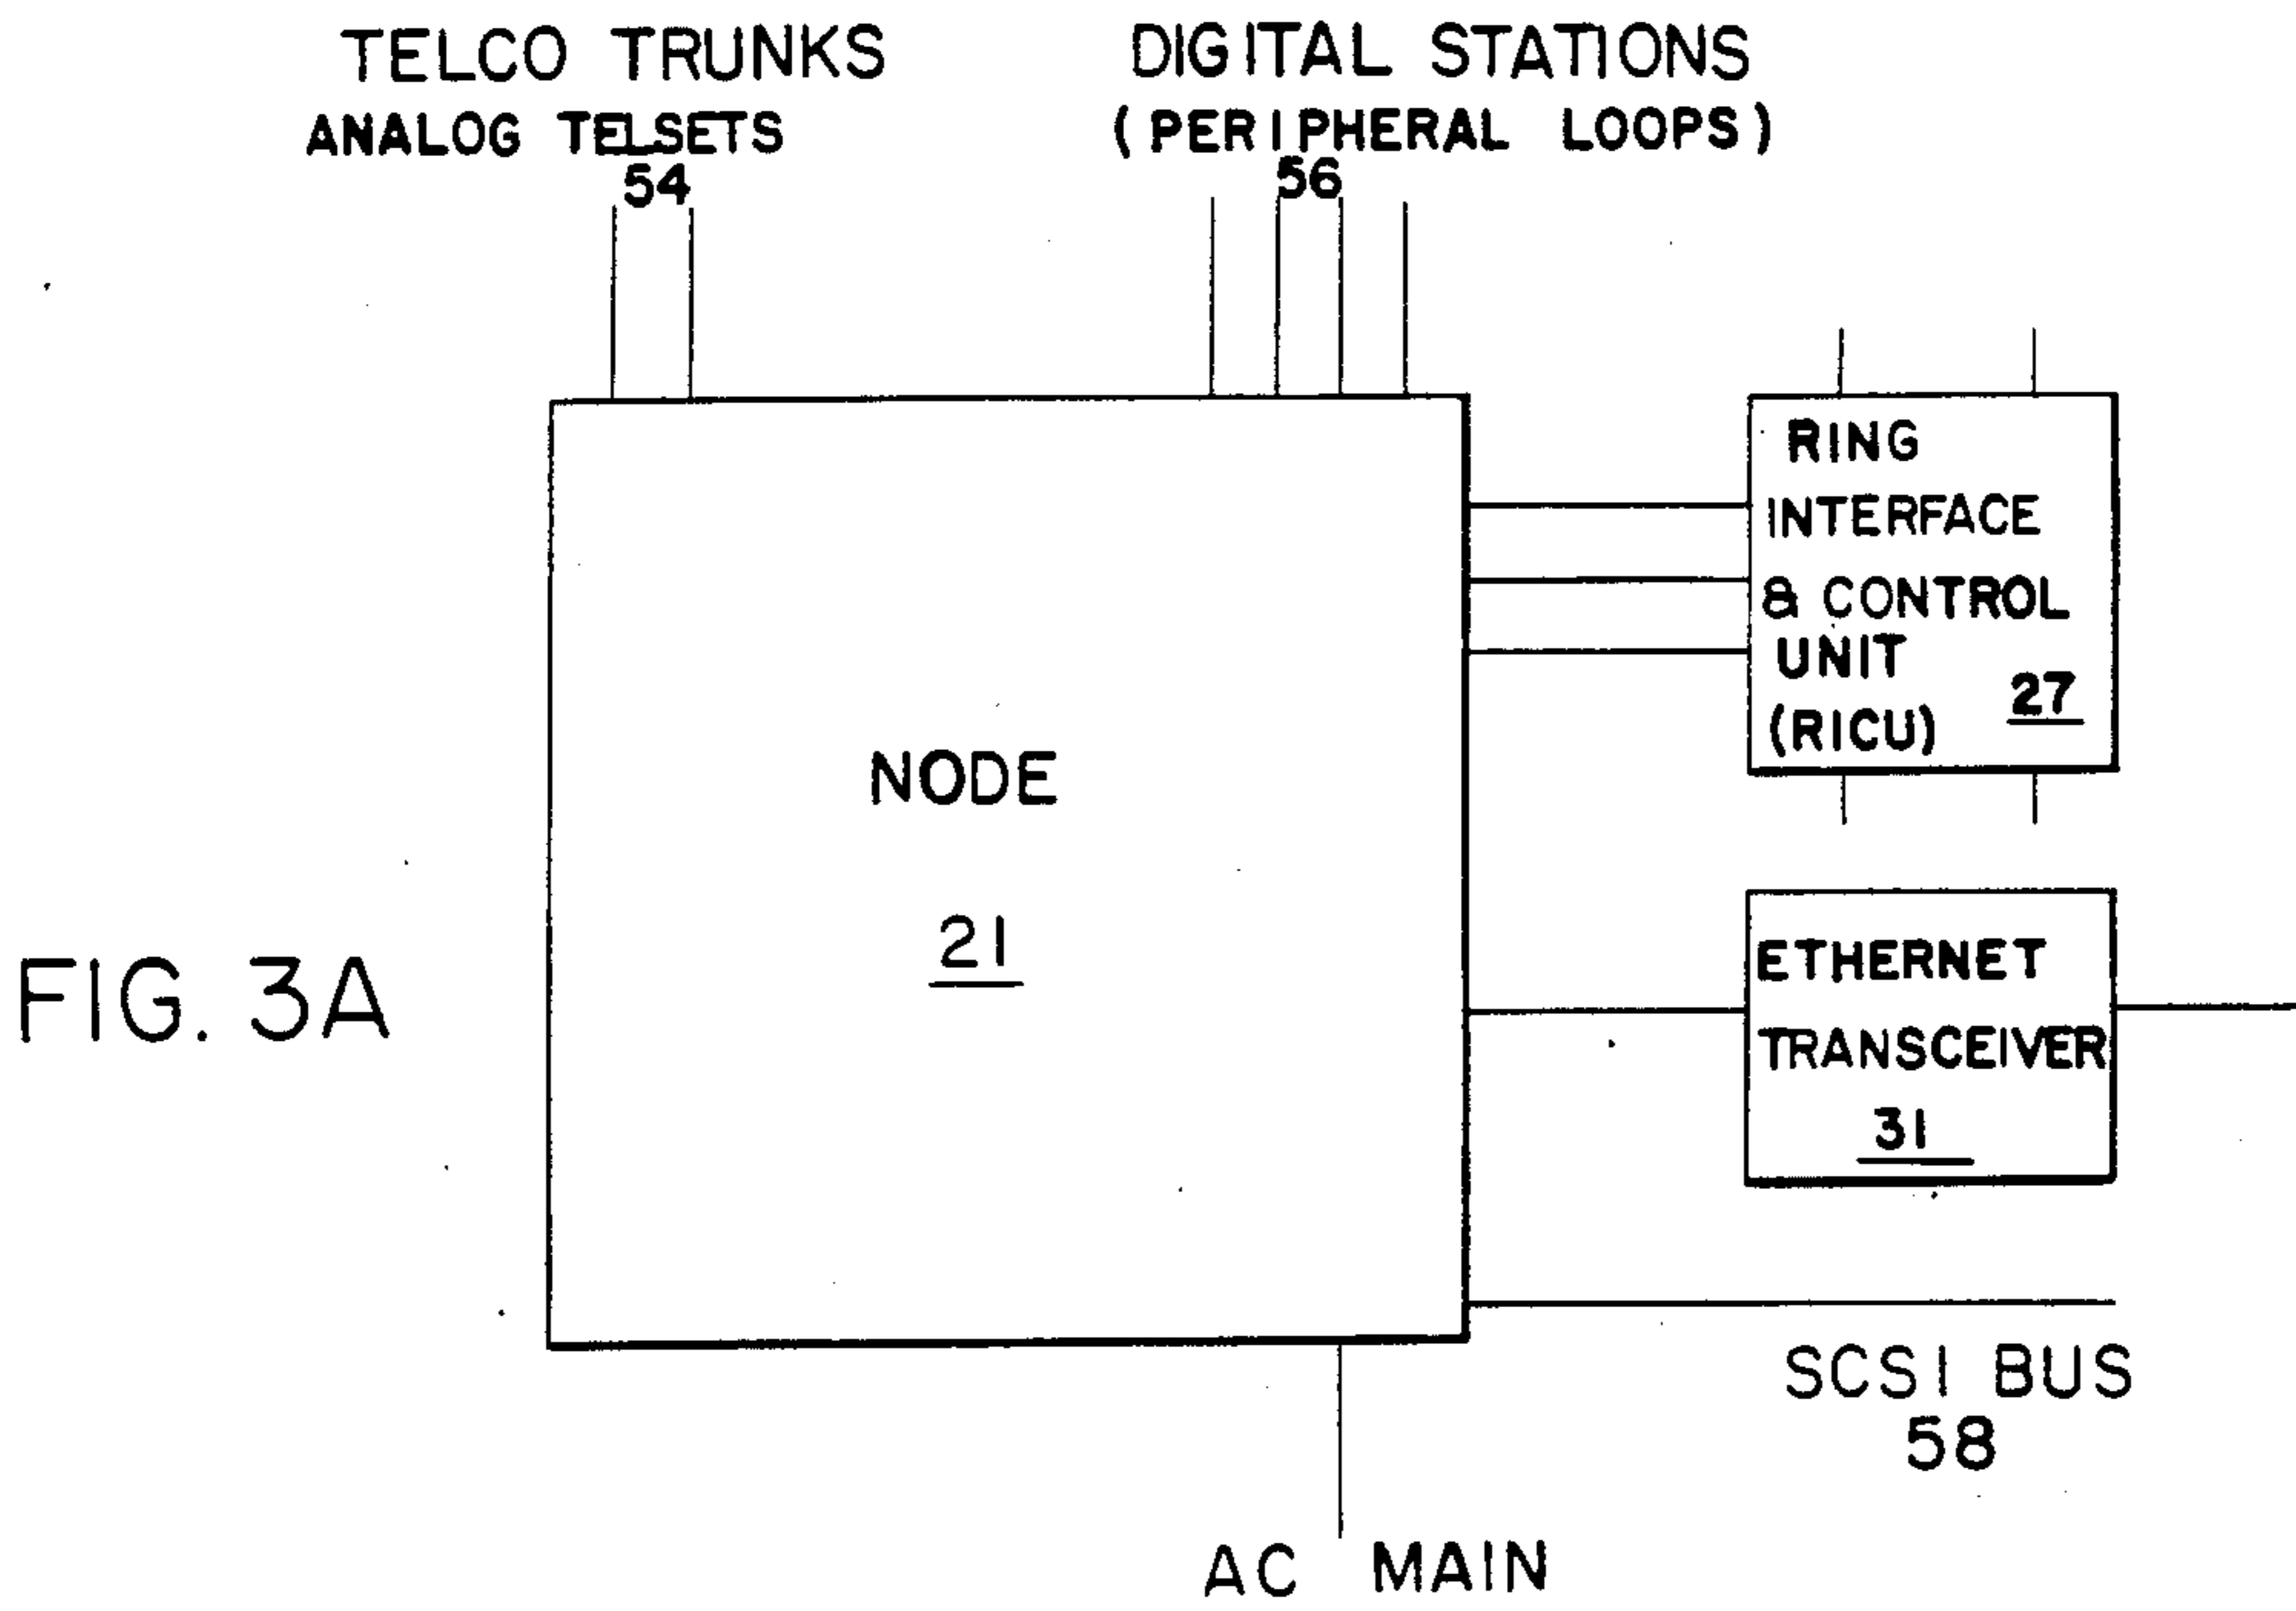 TELCO TRUNKS
ANALOG TELSETS
54
DIGITAL STATIONS
(PERIPHERAL LOOPS)
56
RING
INTERFACE
& CONTROL
UNIT
(RICU)
27
NODE
21
FIG. 3A
ETHERNET
TRANSCEIVER
31
SCSI BUS
58
AC MAIN